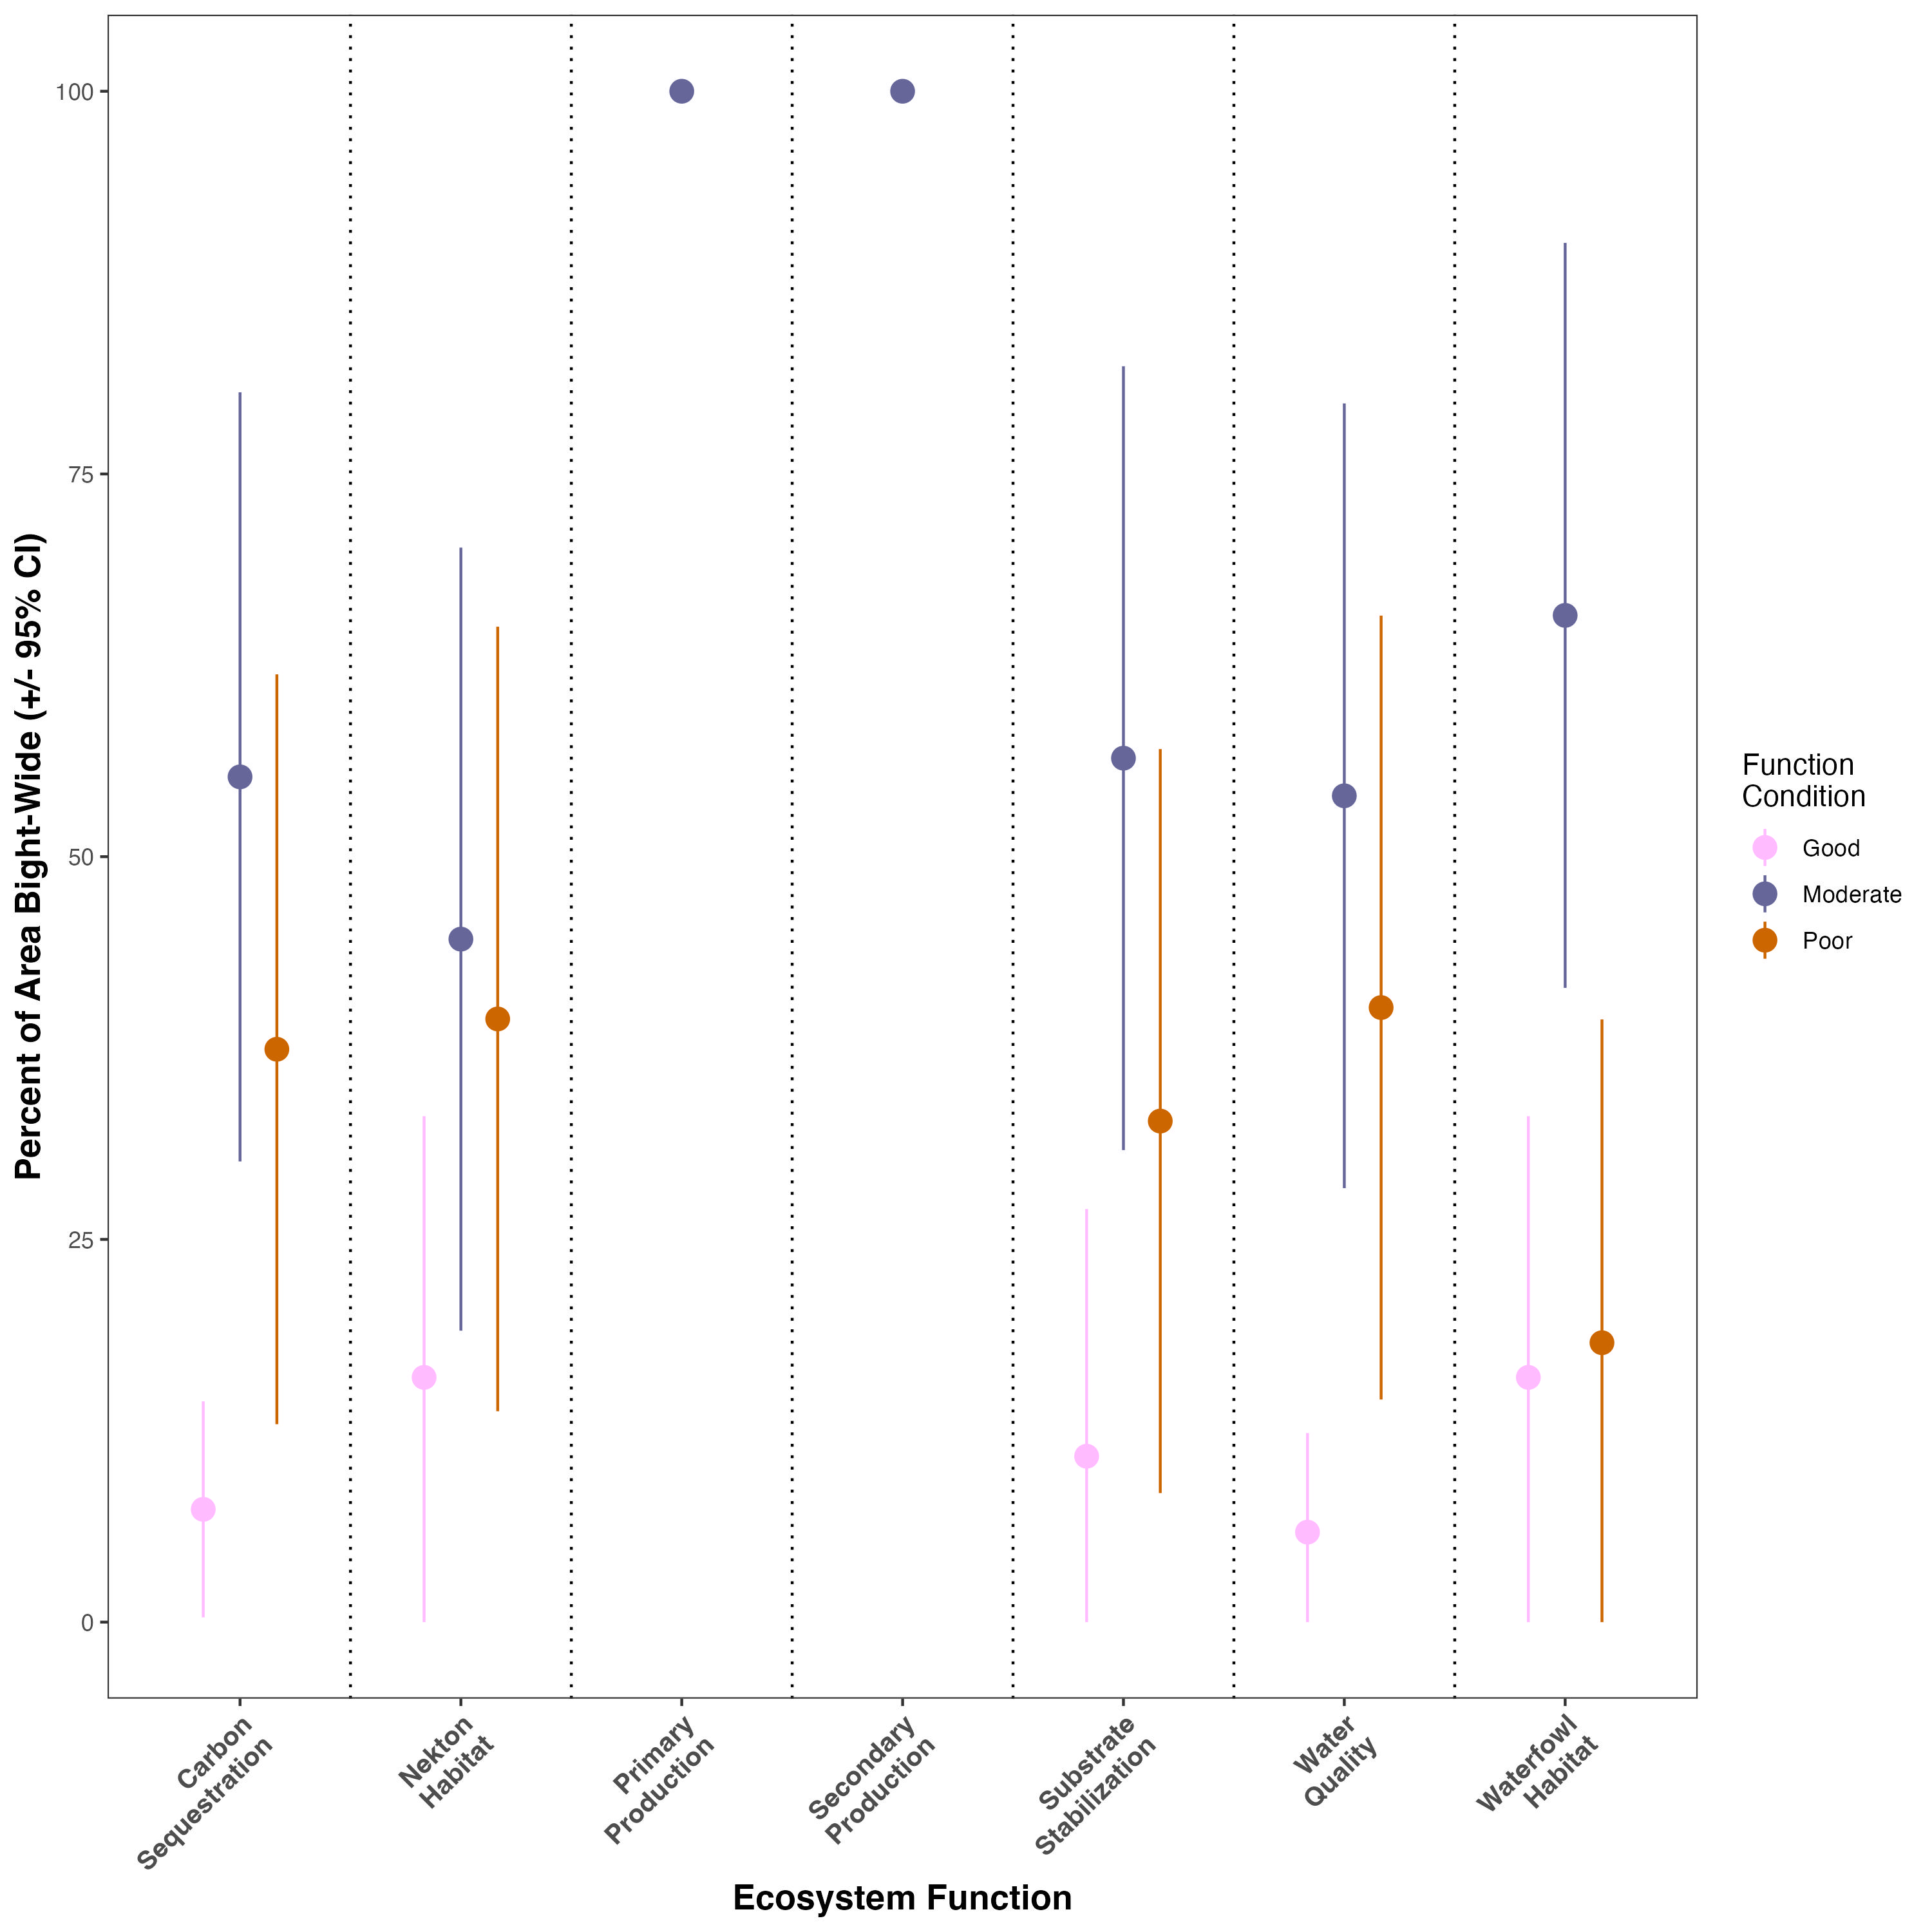 100
75
50
25
0
Percent of Area Bight-Wide (+/- 95% CI)
Carbon
Sequestration
Nekton
Habitat
Primary
Production
Secondary
Production
Substrate
Stabilization
Water
Quality
Waterfowl
Habitat
Ecosystem Function
Function
Condition
Good
Moderate
Poor